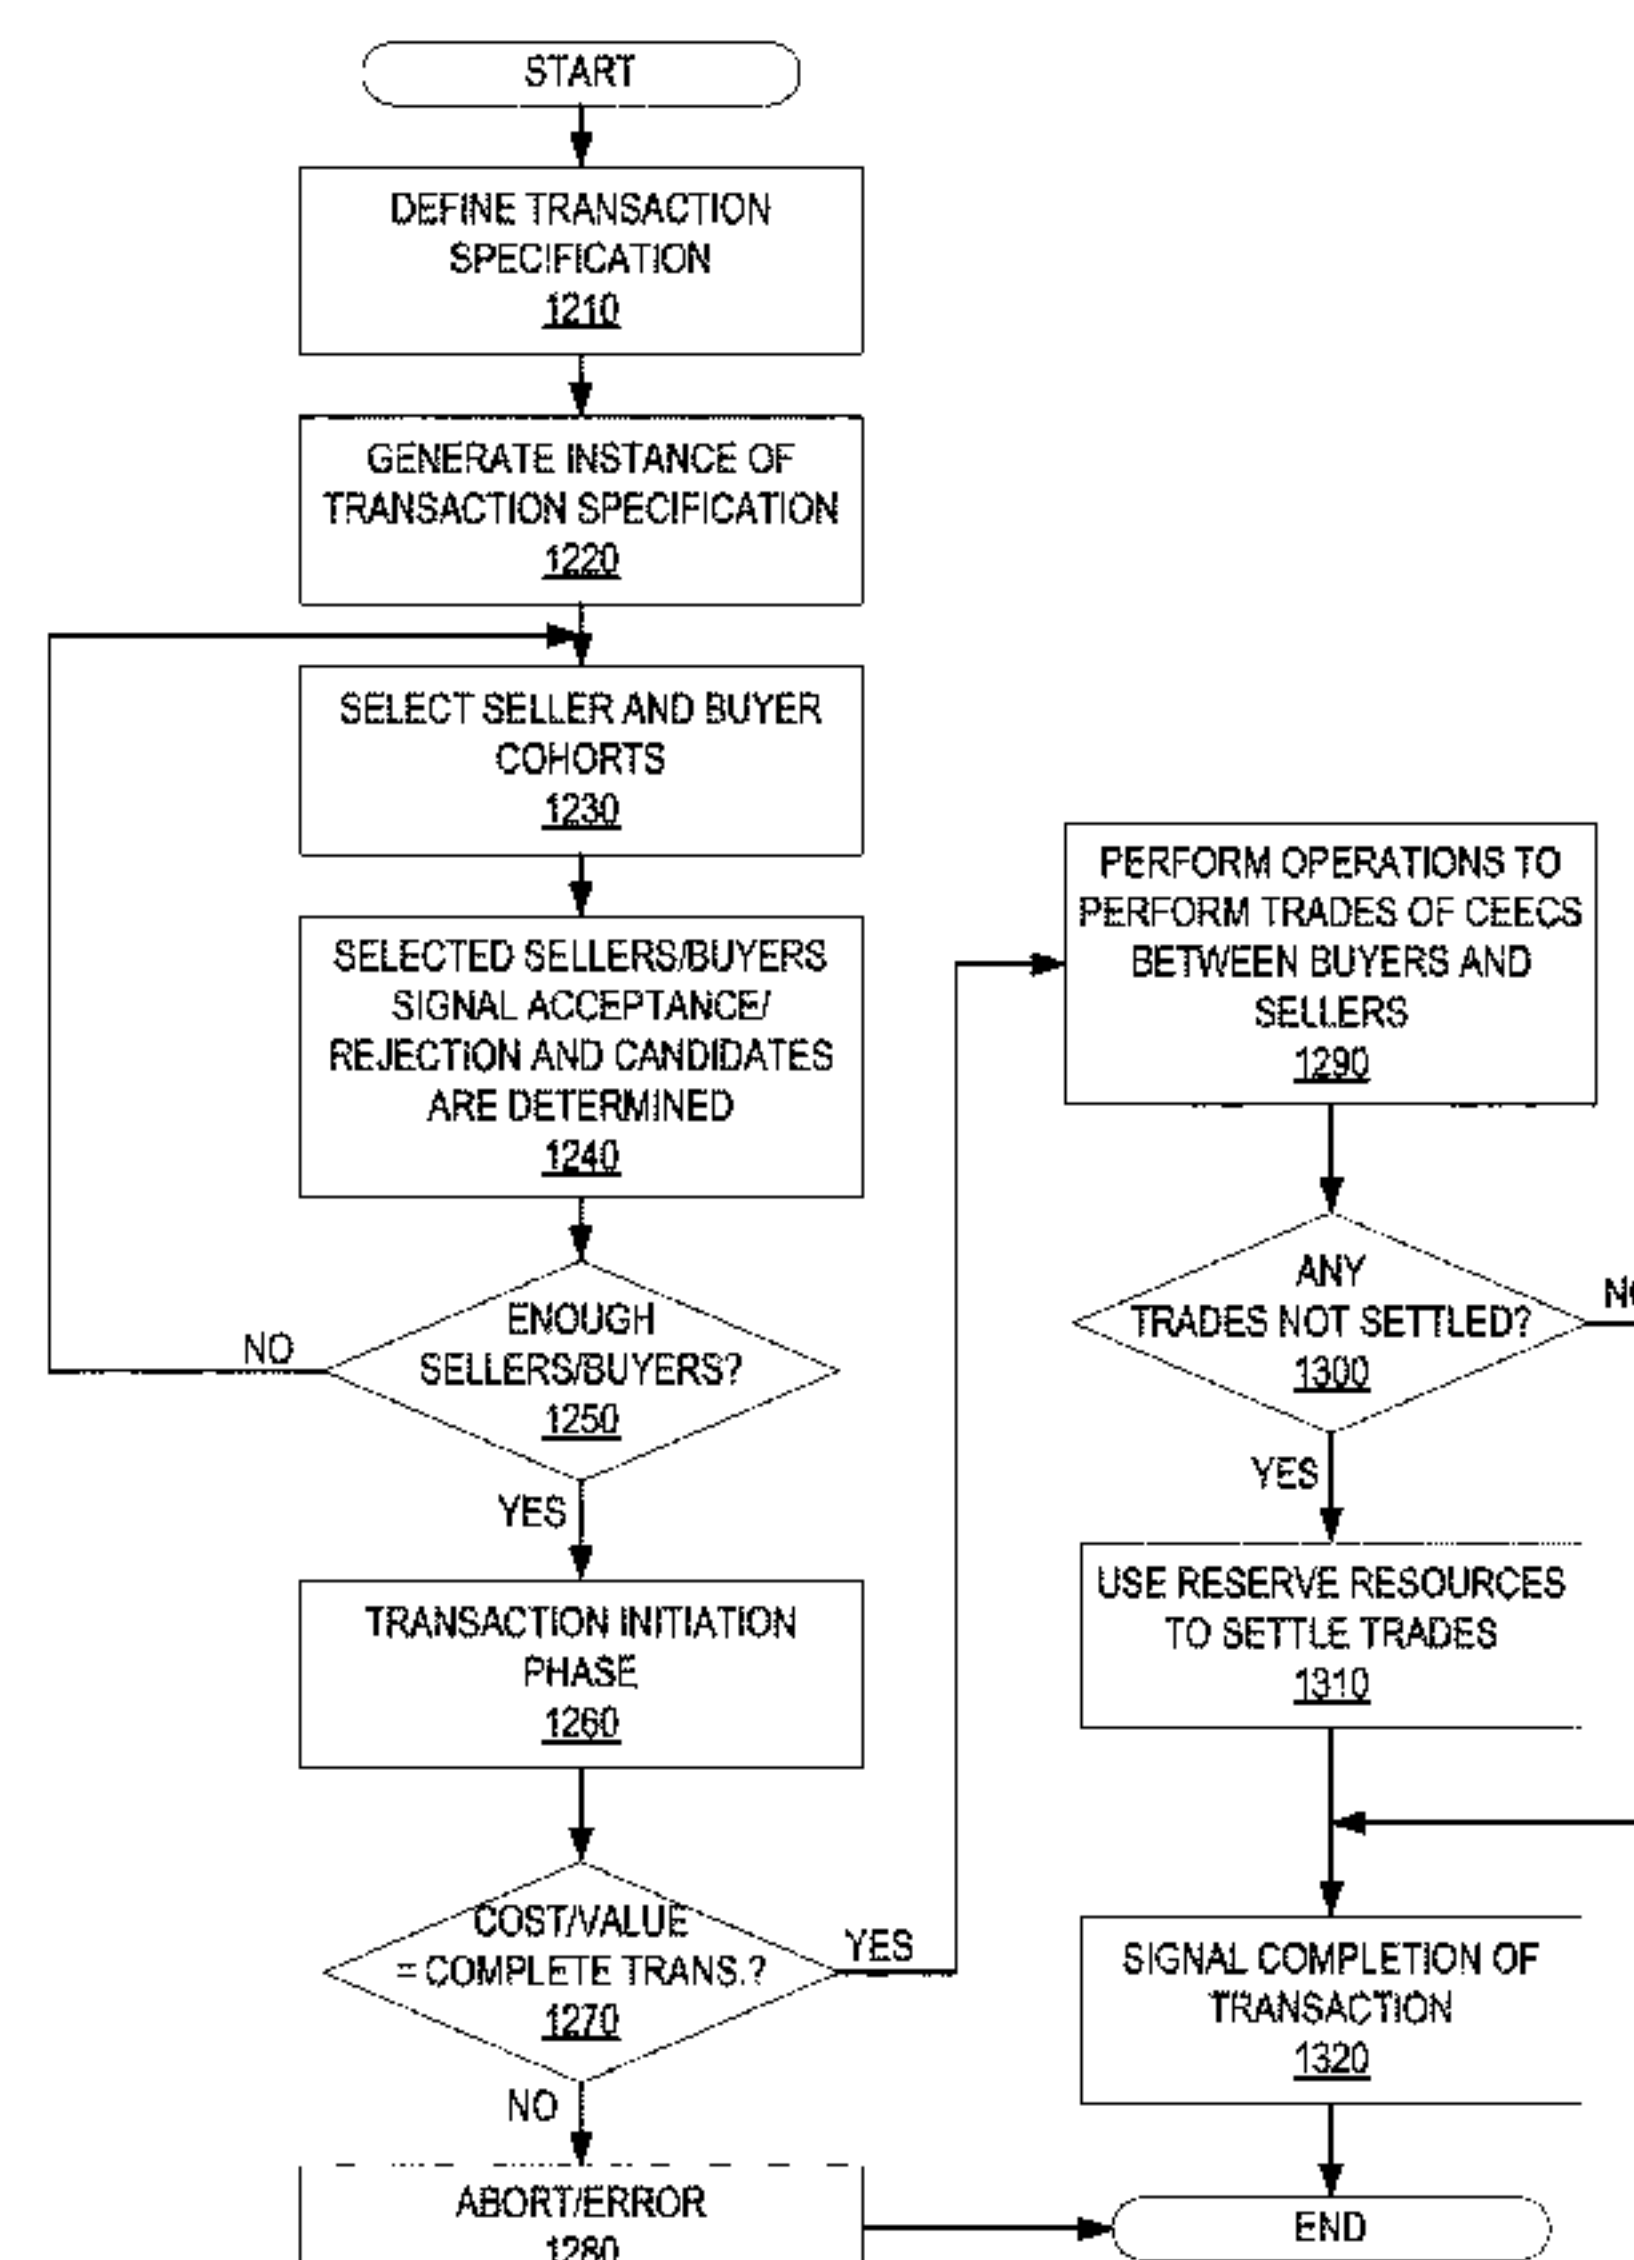 START
DEFINE TRANSACTION
SPECIFICATION
1210
GENERATE INSTANCE OF
TRANSACTION SPECIFICATION
1220
SELECT SELLER AND BUYER
COHORTS
1230
SELECTED SELLERS/BUYERS
SIGNAL ACCEPTANCE/
REJECTION AND CANDIDATES
ARE DETERMINED
1240
ENOUGH
SELLERS/BUYERS?
1250
NO
YES
TRANSACTION INITIATION
PHASE
1260
COST/VALUE
= COMPLETE TRANS.?
1270
YES
NO
ABORT/ERROR
1280
PERFORM OPERATIONS TO
PERFORM TRADES OF CEECS
BETWEEN BUYERS AND
SELLERS
1290
ANY
TRADES NOT SETTLED?
1300
NO
YES
USE RESERVE RESOURCES
TO SETTLE TRADES
1310
SIGNAL COMPLETION OF
TRANSACTION
1320
END